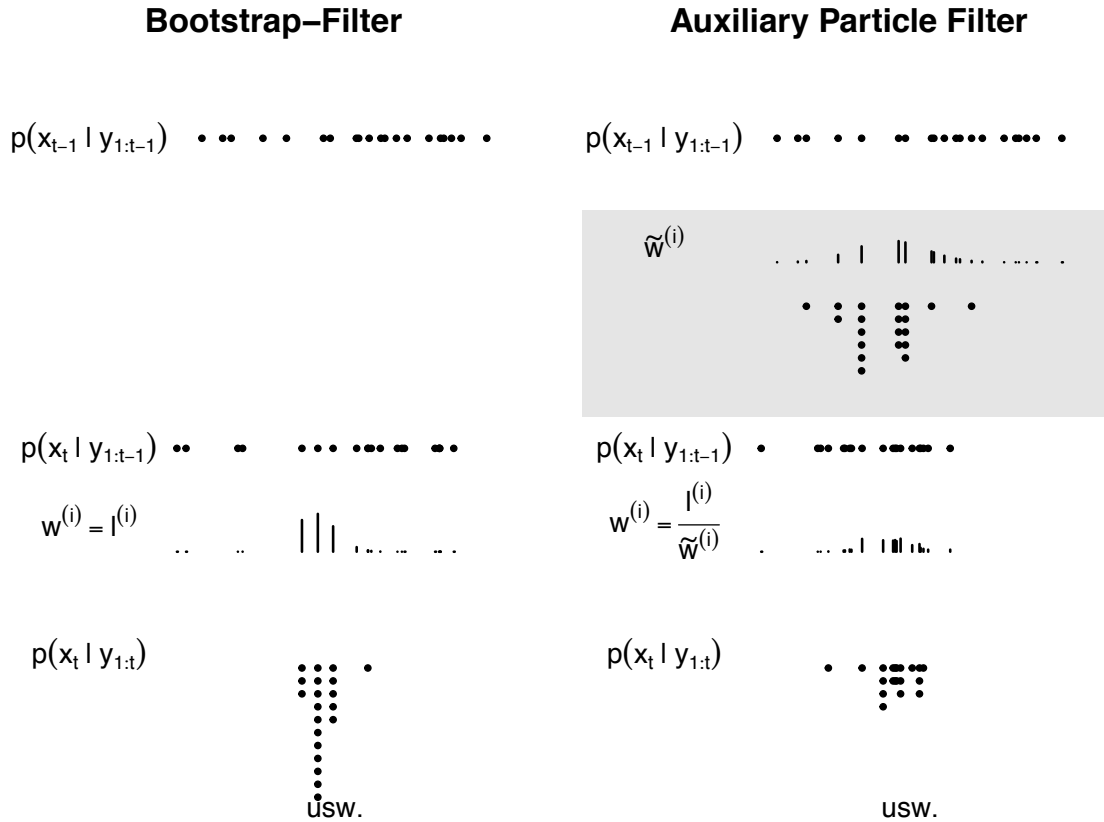 Bootstrap–Filter
Auxiliary Particle Filter
p(xₜ₋₁ | y₁:ₜ₋₁)
p(xₜ₋₁ | y₁:ₜ₋₁)
w̃⁽ⁱ⁾
p(xₜ | y₁:ₜ₋₁)
p(xₜ | y₁:ₜ₋₁)
w⁽ⁱ⁾ = l⁽ⁱ⁾
w⁽ⁱ⁾ = l⁽ⁱ⁾ / w̃⁽ⁱ⁾
p(xₜ | y₁:ₜ)
p(xₜ | y₁:ₜ)
usw.
usw.